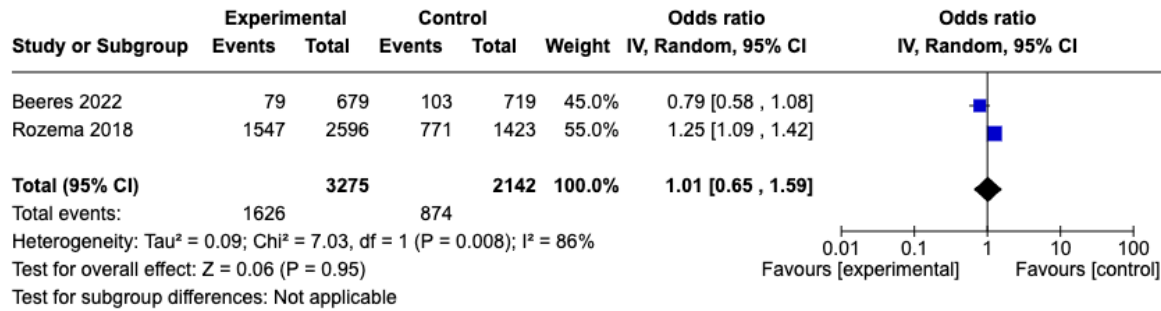 Experimental Control Odds ratio Odds ratio
Study or Subgroup Events Total Events Total Weight IV, Random, 95% CI IV, Random, 95% CI
Beeres 2022 79 679 103 719 45.0% 0.79 [0.58 , 1.08]
Rozema 2018 1547 2596 771 1423 55.0% 1.25 [1.09 , 1.42]
Total (95% CI) 3275 2142 100.0% 1.01 [0.65 , 1.59]
Total events: 1626 874
Heterogeneity: Tau² = 0.09; Chi² = 7.03, df = 1 (P = 0.008); I² = 86%
0.01 0.1 1 10 100
Test for overall effect: Z = 0.06 (P = 0.95)
Favours [experimental] Favours [control]
Test for subgroup differences: Not applicable